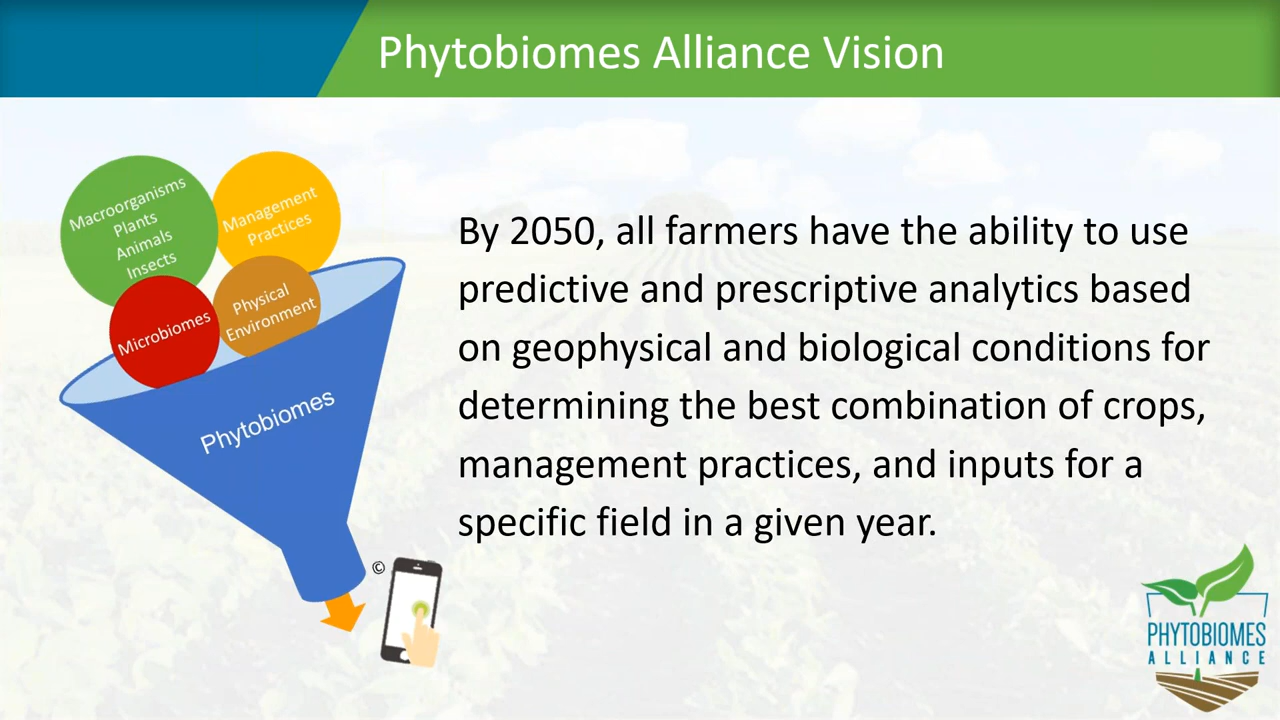 Phytobiomes Alliance Vision
Macroorganisms
Plants
Animals
Insects
Management
Practices
Microbiomes
Physical
Environment
Phytobiomes
©
By 2050, all farmers have the ability to use
predictive and prescriptive analytics based
on geophysical and biological conditions for
determining the best combination of crops,
management practices, and inputs for a
specific field in a given year.
PHYTOBIOMES
ALLIANCE